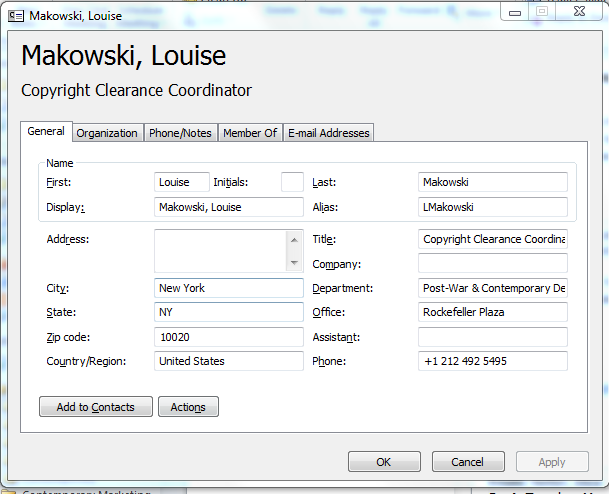 Makowski, Louise
Makowski, Louise
Copyright Clearance Coordinator
General Organization Phone/Notes Member Of E-mail Addresses
Name
First: Louise Initials: Last: Makowski
Display: Makowski, Louise Alias: LMakowski
Address: Title: Copyright Clearance Coordina
Company:
City: New York Department: Post-War & Contemporary De
State: NY Office: Rockefeller Plaza
Zip code: 10020 Assistant:
Country/Region: United States Phone: +1 212 492 5495
Add to Contacts Actions
OK Cancel Apply
Contemporary Marketing